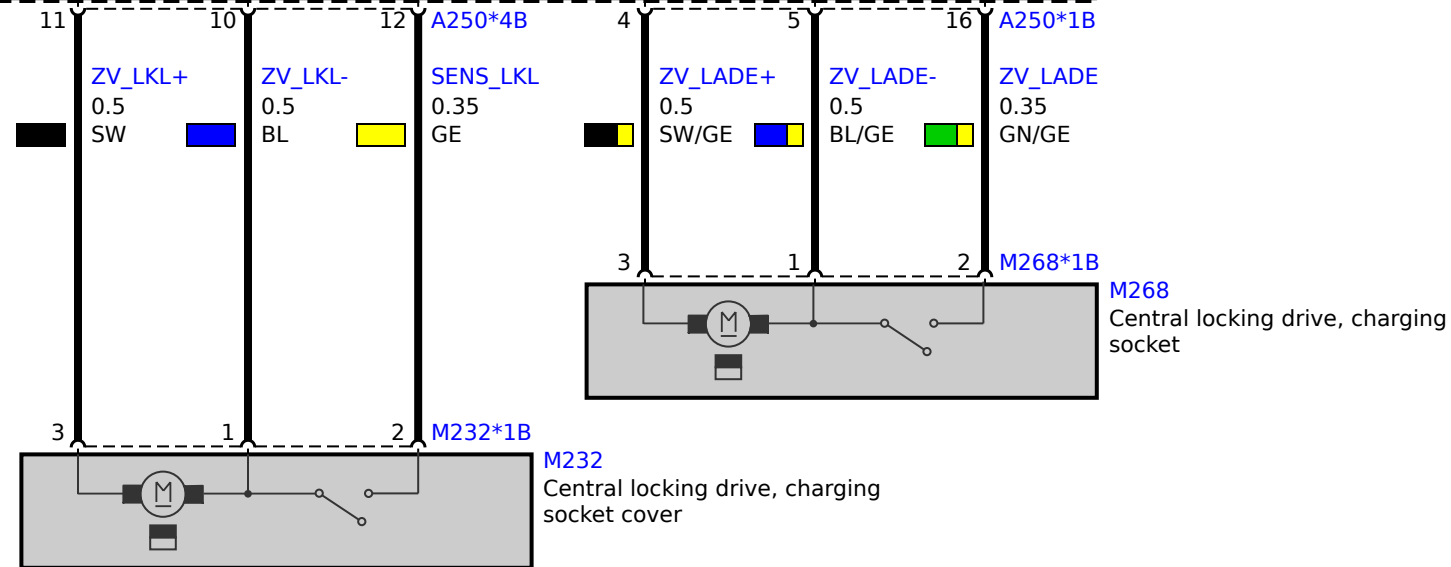 11 10 12 A250*4B 4 5 16 A250*1B
ZV_LKL+ ZV_LKL- SENS_LKL ZV_LADE+ ZV_LADE- ZV_LADE
0.5 0.5 0.35 0.5 0.5 0.35
SW BL GE SW/GE BL/GE GN/GE
3 1 2 M268*1B
M268
Central locking drive, charging
socket
M
3 1 2 M232*1B
M232
Central locking drive, charging
socket cover
M